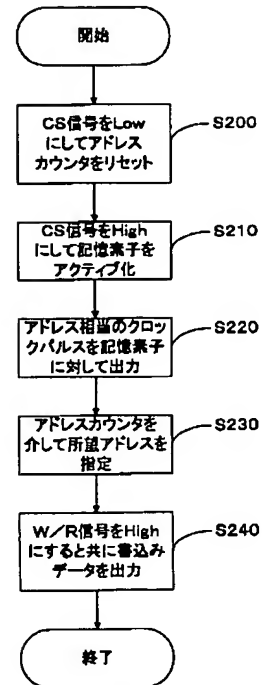 開始
CS信号をLow
にしてアドレス
カウンタをリセット
S200
CS信号をHigh
にして記憶素子を
アクティブ化
S210
アドレス相当のクロッ
クパルスを記憶素子
に対して出力
S220
アドレスカウンタを
介して所望アドレスを
指定
S230
W／R信号をHigh
にすると共に書込み
データを出力
S240
終了